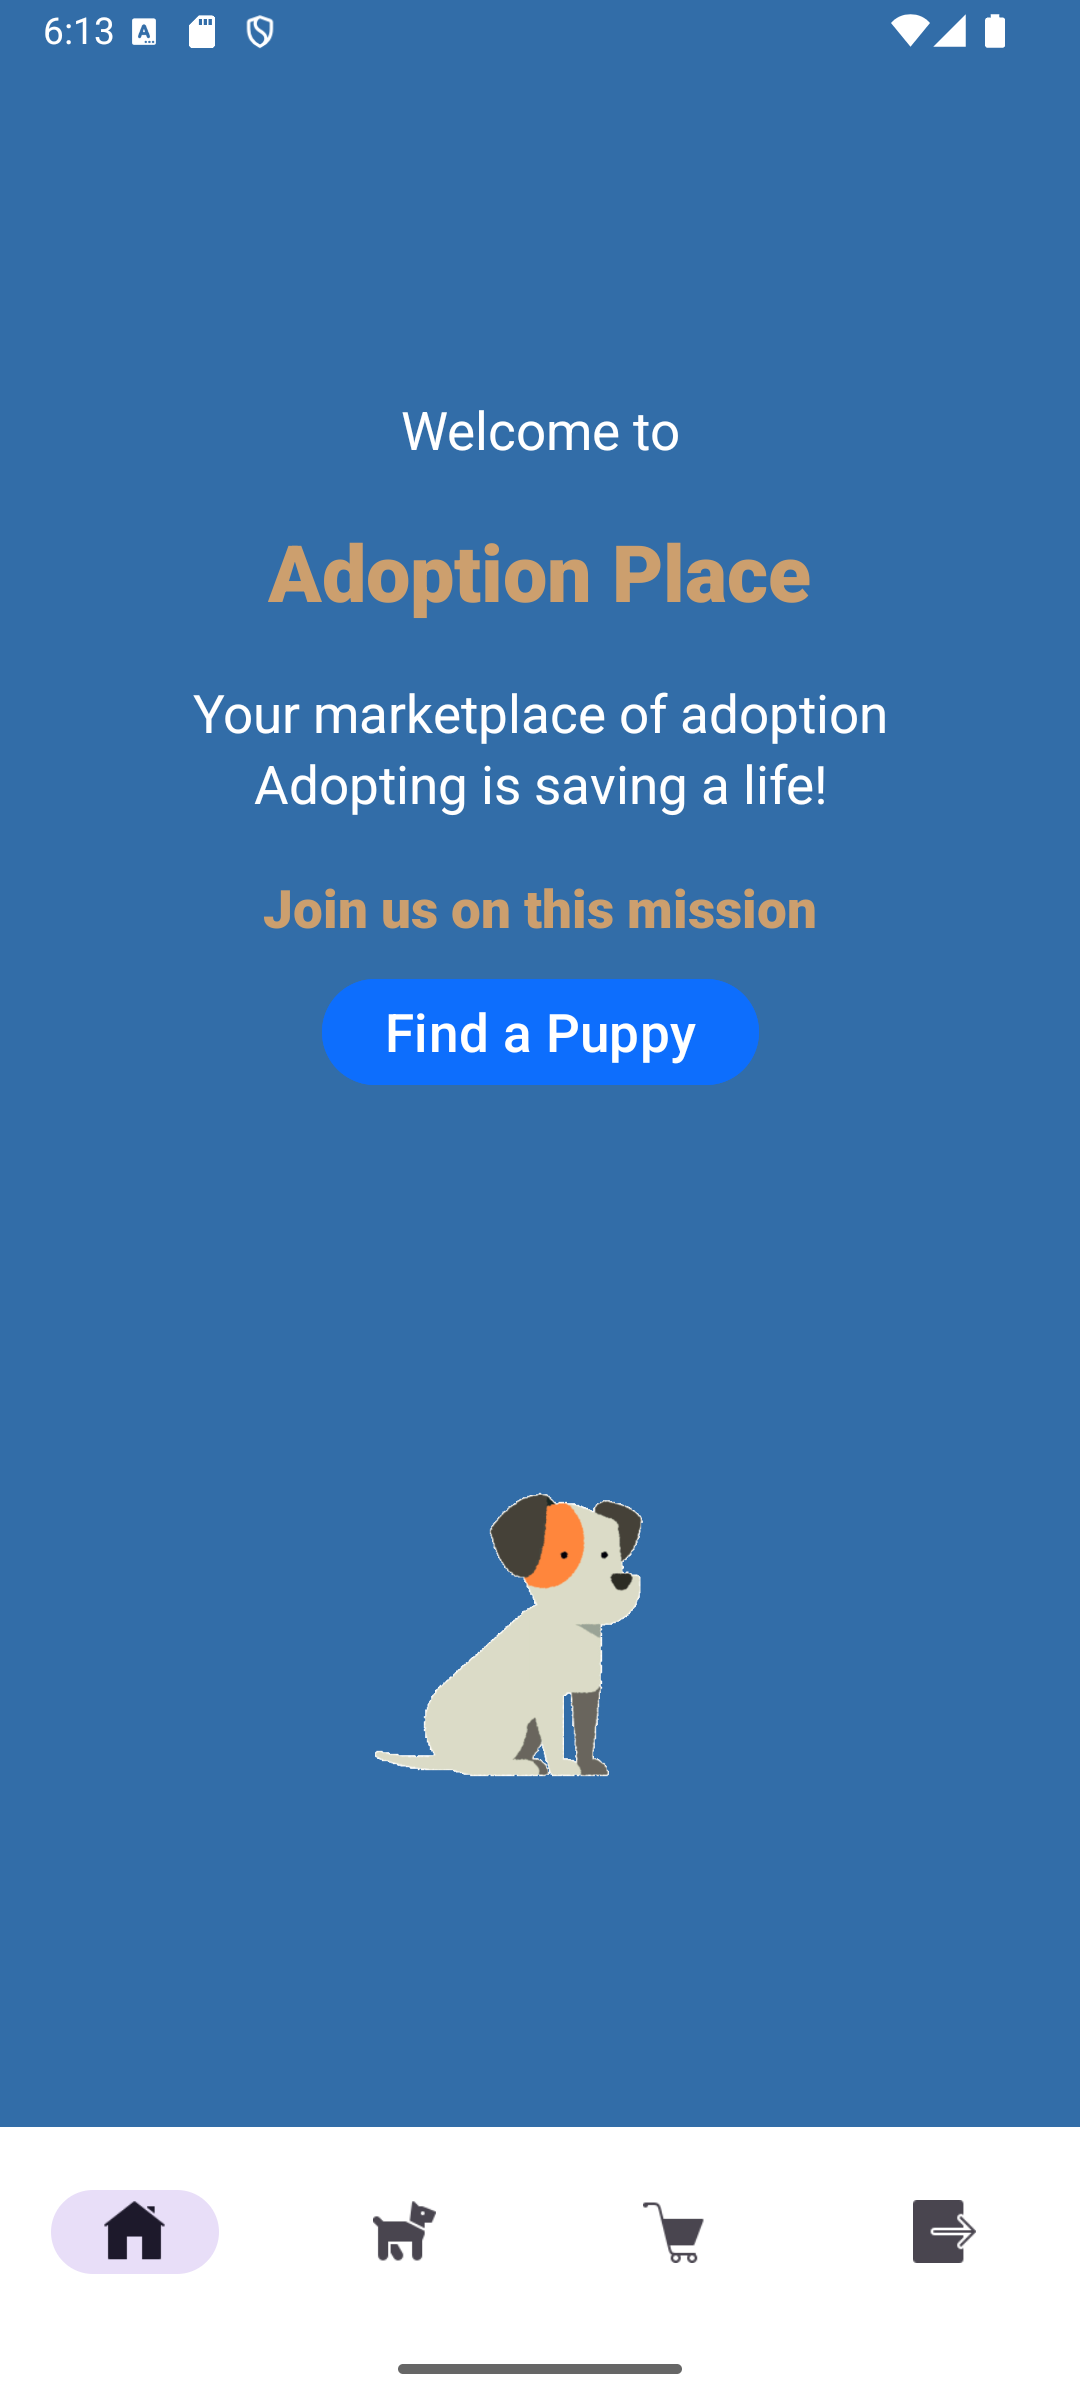 6:13
Welcome to
Adoption Place
Your marketplace of adoption
Adopting is saving a life!
Join us on this mission
Find a Puppy